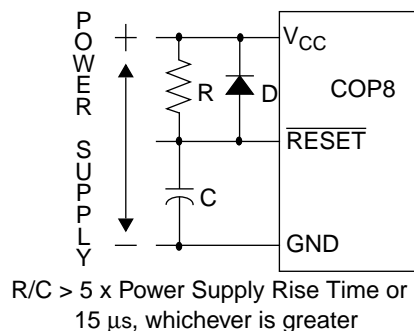 POWER SUPPLY
+
−
R
D
C
VCC
COP8
RESET
GND
R/C > 5 x Power Supply Rise Time or
15 µs, whichever is greater